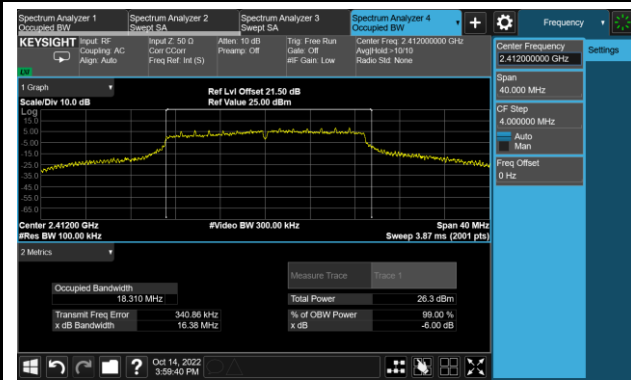 Spectrum Analyzer 1
Occupied BW
Spectrum Analyzer 2
Swept SA
Spectrum Analyzer 3
Swept SA
Spectrum Analyzer 4
Occupied BW
Frequency
KEYSIGHT
Input: RF
Coupling: AC
Align: Auto
Input Z: 50 Ω
Corr CCorr
Freq Ref: Int (S)
Atten: 10 dB
Preamp: Off
Trig: Free Run
Gate: Off
#IF Gain: Low
Center Freq: 2.412000000 GHz
Avg|Hold:>10/10
Radio Std: None
Center Frequency
2.412000000 GHz
Settings
Span
40.000 MHz
CF Step
4.000000 MHz
Auto
Man
Freq Offset
0 Hz
1 Graph
Scale/Div 10.0 dB
Ref Lvl Offset 21.50 dB
Ref Value 25.00 dBm
Log
15.0
5.00
-5.00
-15.0
-25.0
-35.0
-45.0
-55.0
-65.0
Center 2.41200 GHz
#Res BW 100.00 kHz
#Video BW 300.00 kHz
Span 40 MHz
Sweep 3.87 ms (2001 pts)
2 Metrics
Measure Trace
Trace 1
Occupied Bandwidth
18.310 MHz
Total Power
26.3 dBm
Transmit Freq Error
340.86 kHz
% of OBW Power
99.00 %
x dB Bandwidth
16.38 MHz
x dB
-6.00 dB
Oct 14, 2022
3:59:40 PM